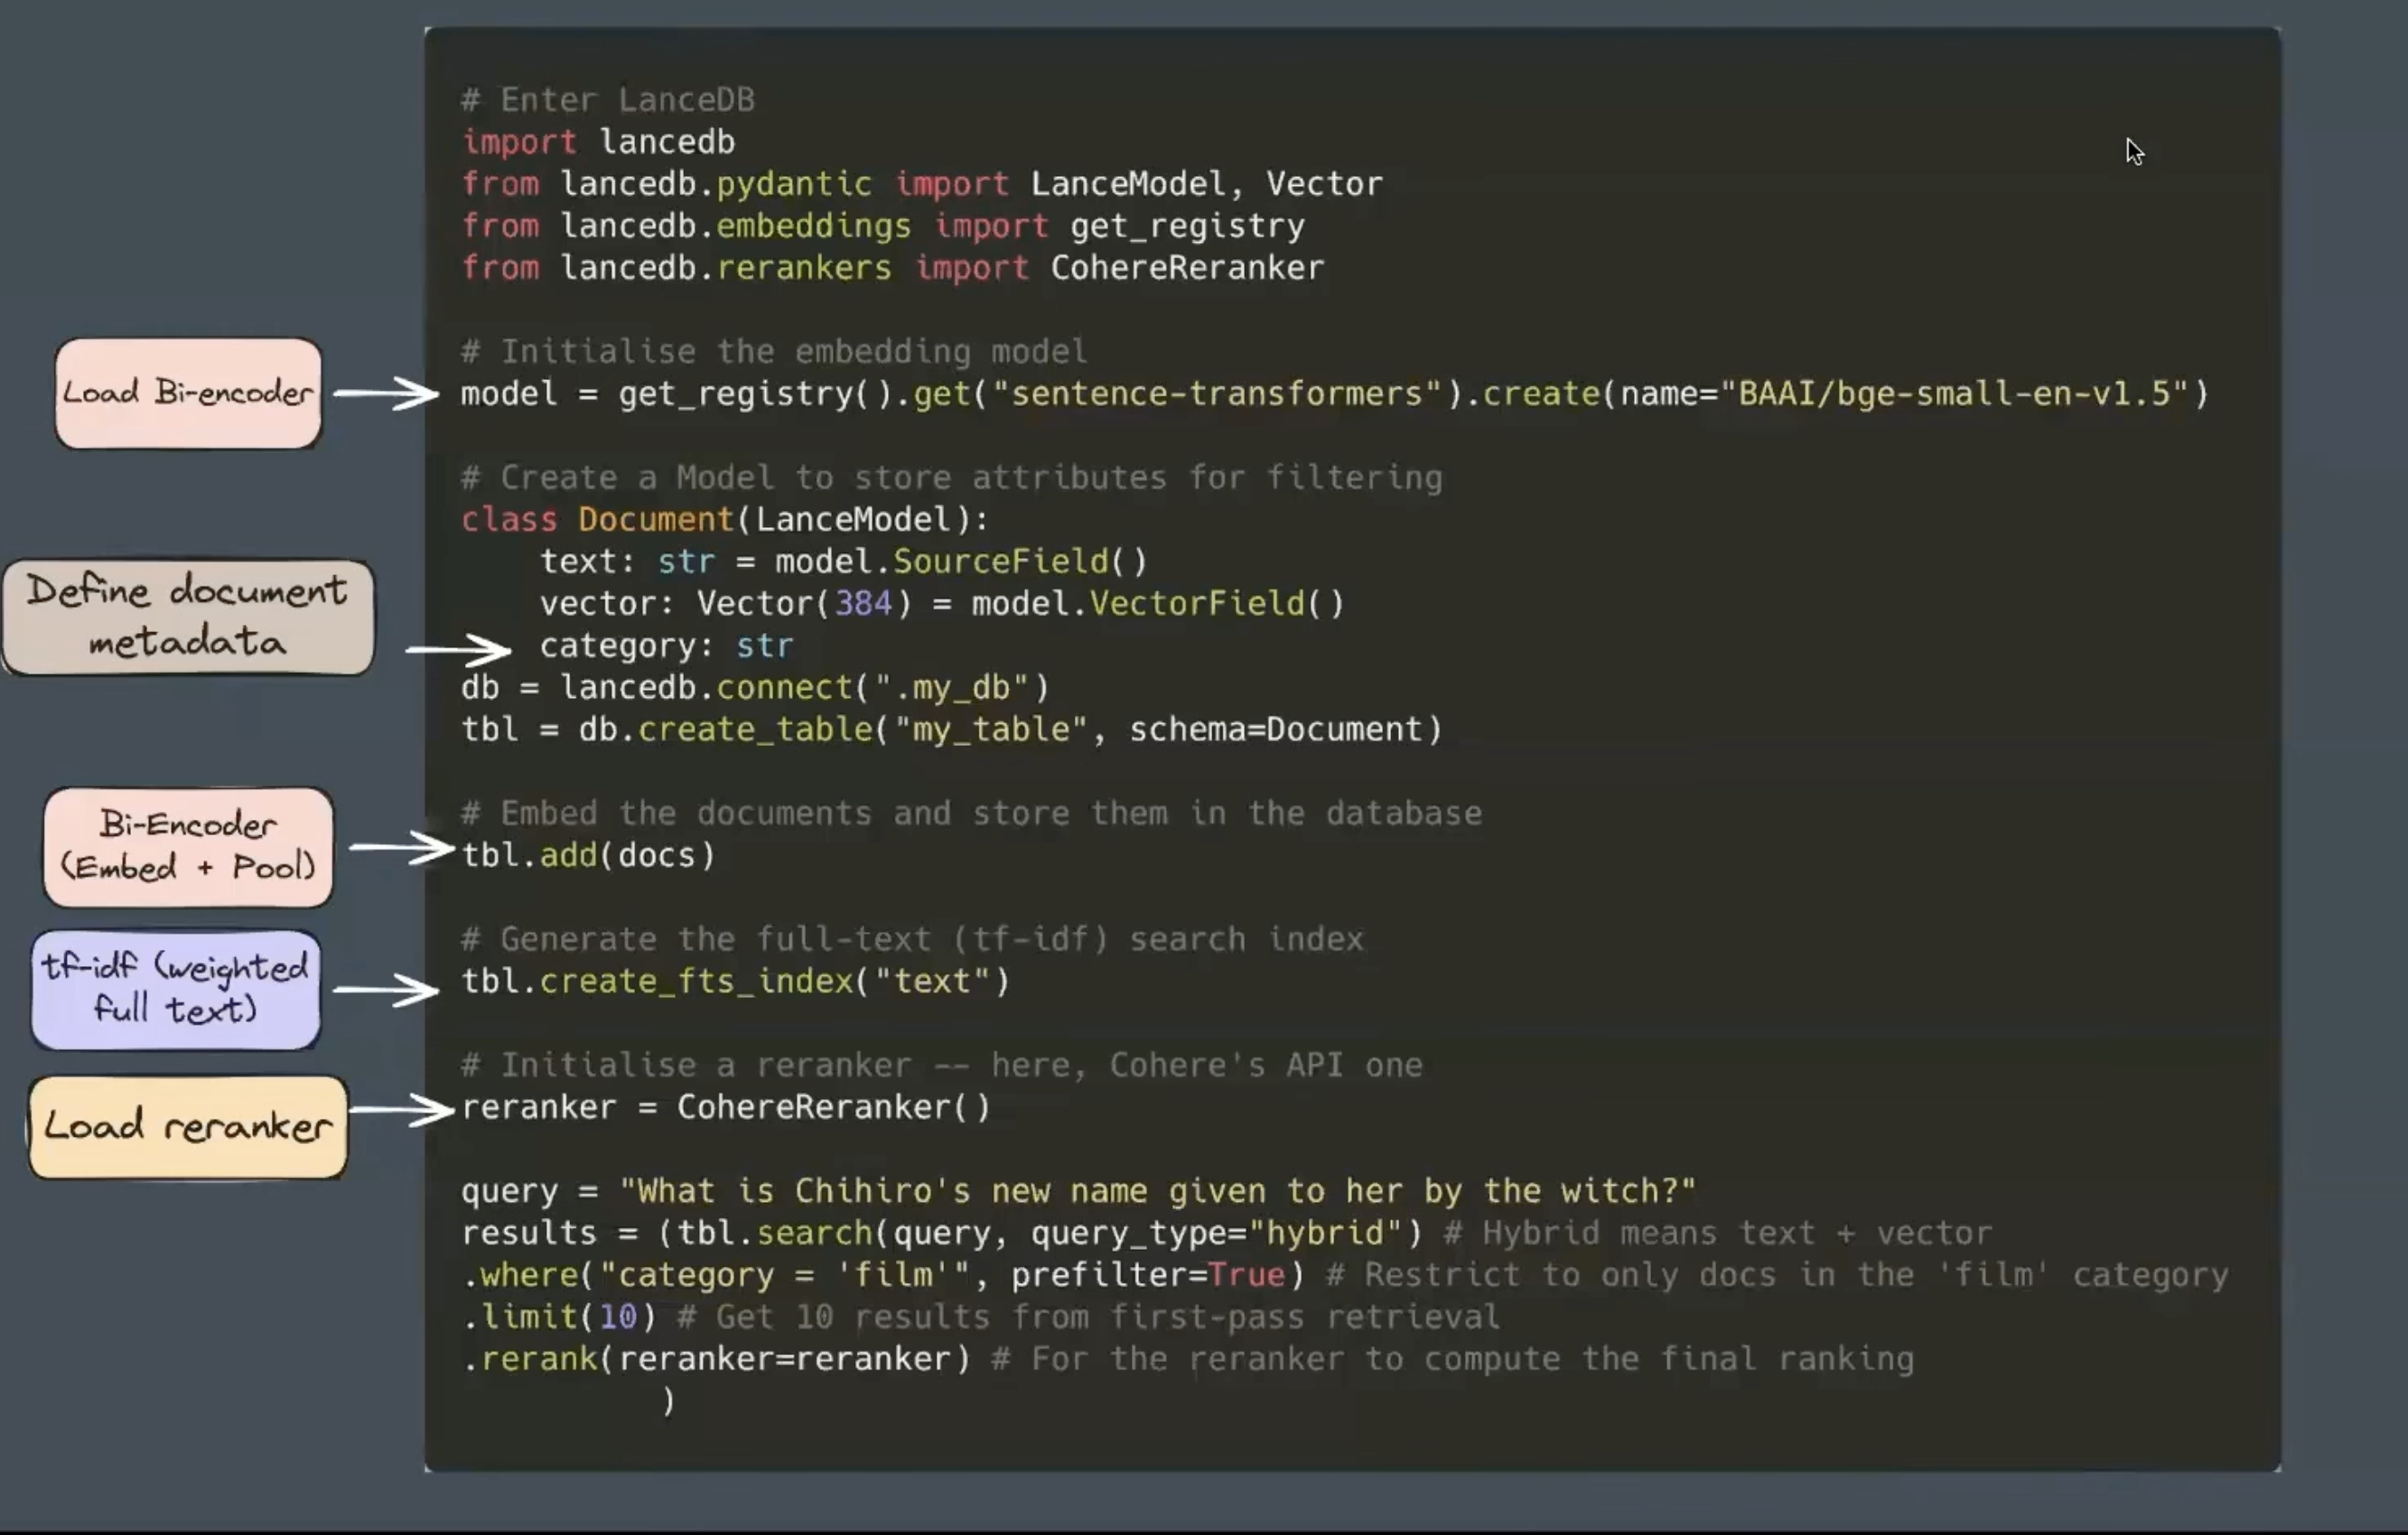 # Enter LanceDB
import lancedb
from lancedb.pydantic import LanceModel, Vector
from lancedb.embeddings import get_registry
from lancedb.rerankers import CohereReranker
Load Bi-encoder
# Initialise the embedding model
model = get_registry().get("sentence-transformers").create(name="BAAI/bge-small-en-v1.5")
Define document
metadata
# Create a Model to store attributes for filtering
class Document(LanceModel):
    text: str = model.SourceField()
    vector: Vector(384) = model.VectorField()
    category: str
db = lancedb.connect(".my_db")
tbl = db.create_table("my_table", schema=Document)
Bi-Encoder
(Embed + Pool)
# Embed the documents and store them in the database
tbl.add(docs)
tf-idf (weighted
full text)
# Generate the full-text (tf-idf) search index
tbl.create_fts_index("text")
Load reranker
# Initialise a reranker -- here, Cohere's API one
reranker = CohereReranker()
query = "What is Chihiro's new name given to her by the witch?"
results = (tbl.search(query, query_type="hybrid") # Hybrid means text + vector
.where("category = 'film'", prefilter=True) # Restrict to only docs in the 'film' category
.limit(10) # Get 10 results from first-pass retrieval
.rerank(reranker=reranker) # For the reranker to compute the final ranking
)